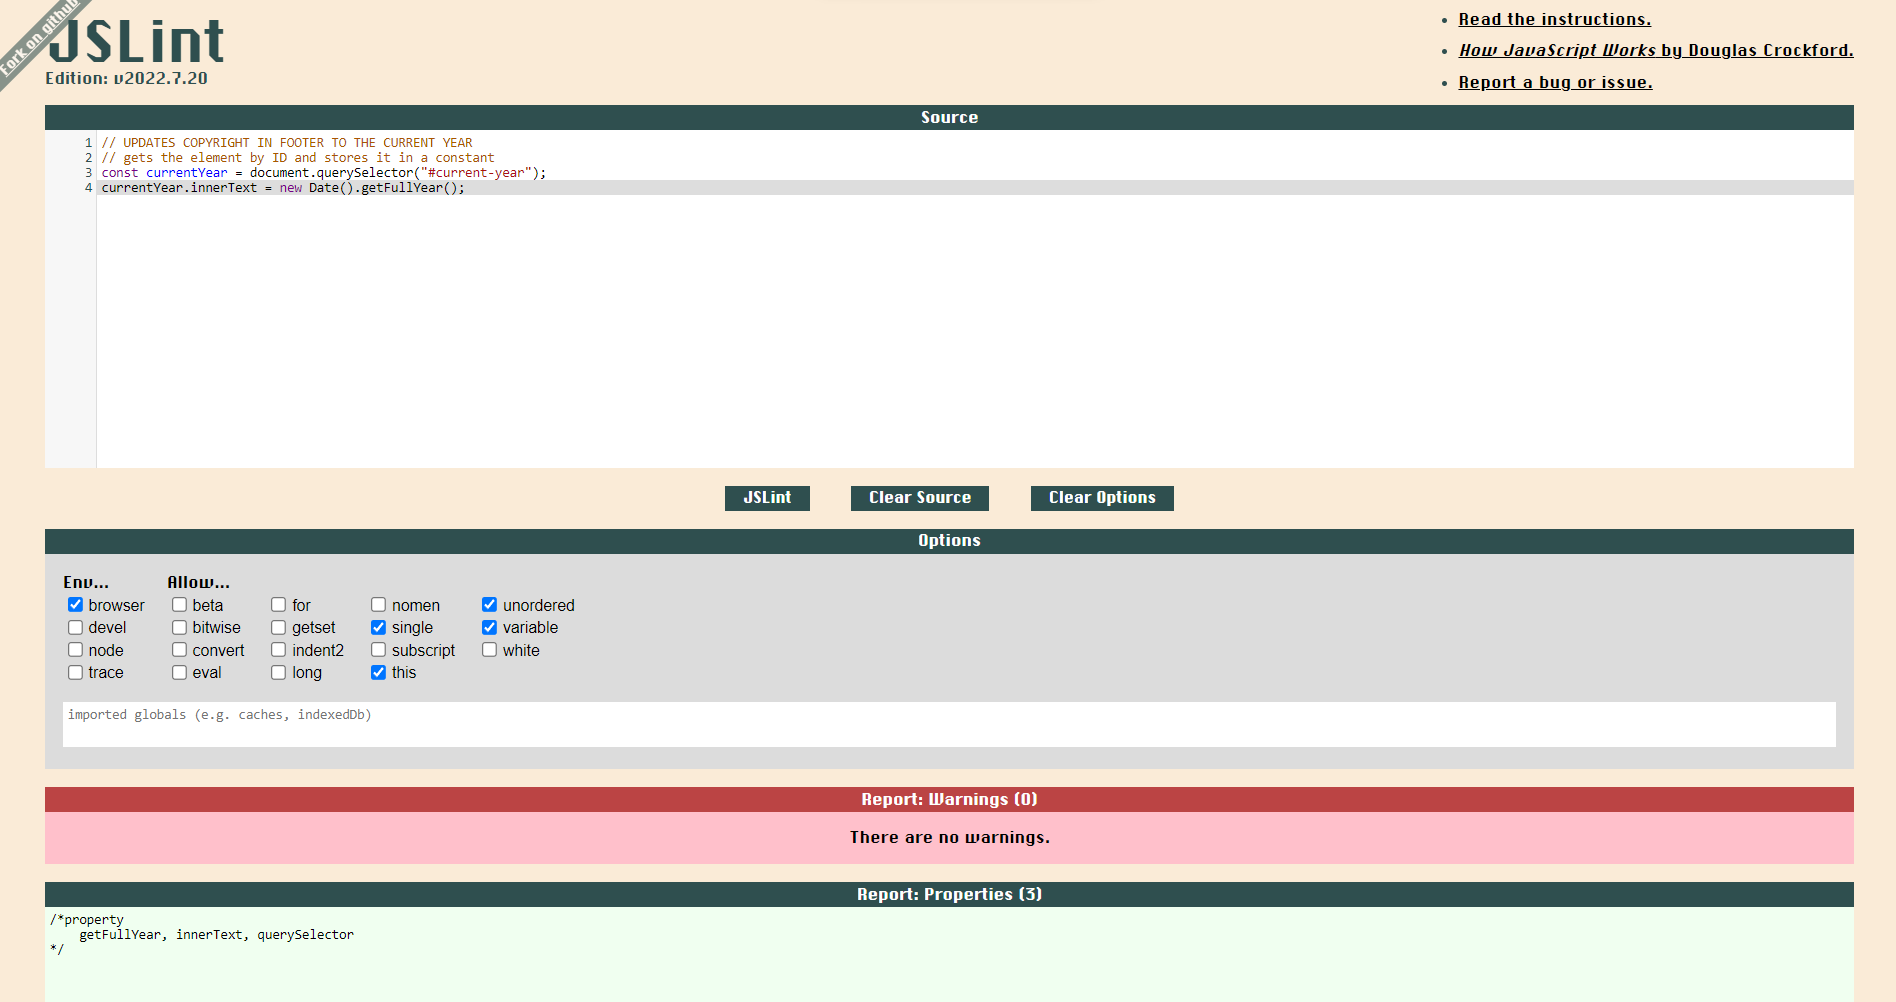 Fork on github
JSLint
Edition: v2022.7.20
Read the instructions.
How JavaScript Works by Douglas Crockford.
Report a bug or issue.
Source
1 // UPDATES COPYRIGHT IN FOOTER TO THE CURRENT YEAR
2 // gets the element by ID and stores it in a constant
3 const currentYear = document.querySelector("#current-year");
4 currentYear.innerText = new Date().getFullYear();
JSLint Clear Source Clear Options
Options
Env... Allow...
browser beta for nomen unordered
devel bitwise getset single variable
node convert indent2 subscript white
trace eval long this
imported globals (e.g. caches, indexedDb)
Report: Warnings (0)
There are no warnings.
Report: Properties (3)
/*property
getFullYear, innerText, querySelector
*/